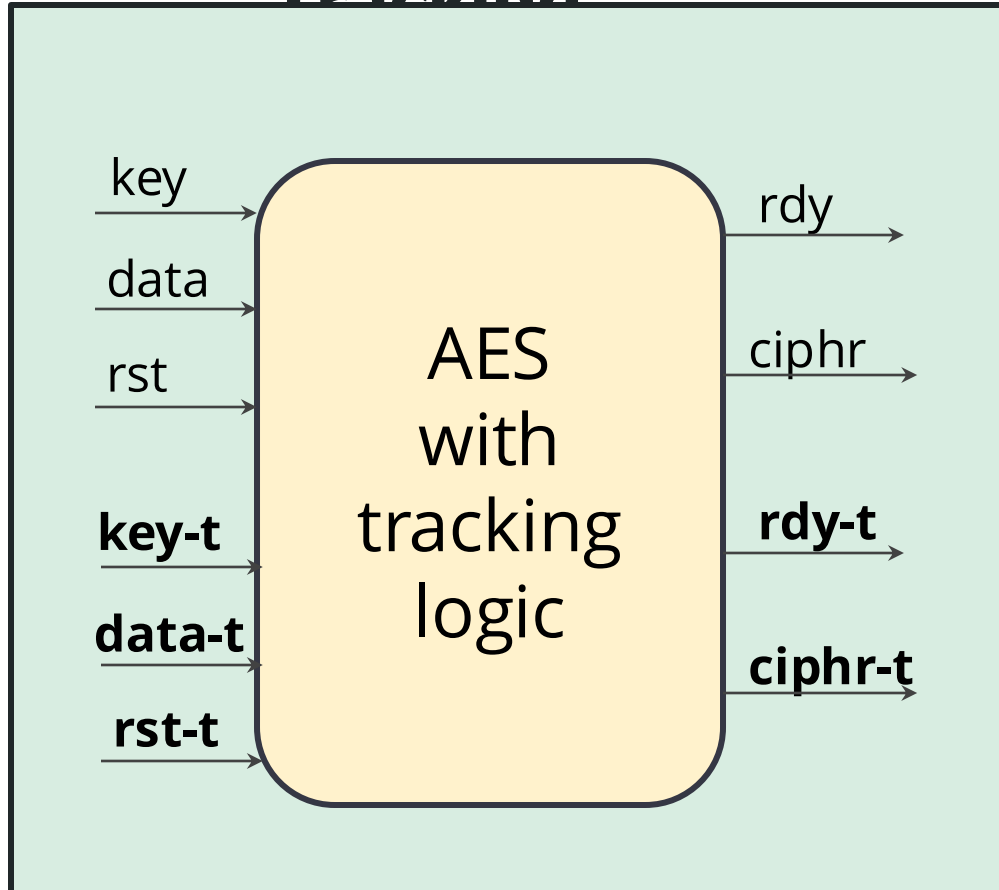 key
data
rst
key-t
data-t
rst-t
AES
with
tracking
logic
rdy
ciphr
rdy-t
ciphr-t